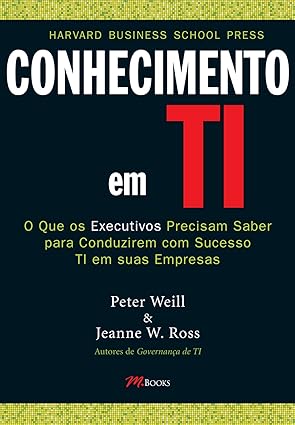 HARVARD BUSINESS SCHOOL PRESS
CONHECIMENTO
em TI
O Que os Executivos Precisam Saber
para Conduzirem com Sucesso
TI em suas Empresas
Peter Weill
&
Jeanne W. Ross
Autores de Governança de TI
M.BOOKS